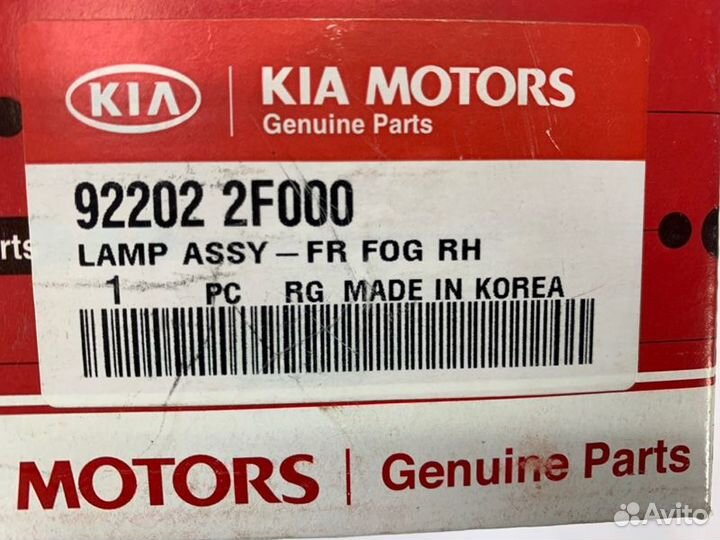 KIA KIA MOTORS
Genuine Parts
92202 2F000
LAMP ASSY-FR FOG RH
1 PC RG MADE IN KOREA
rts
MOTORS Genuine Parts
Avito